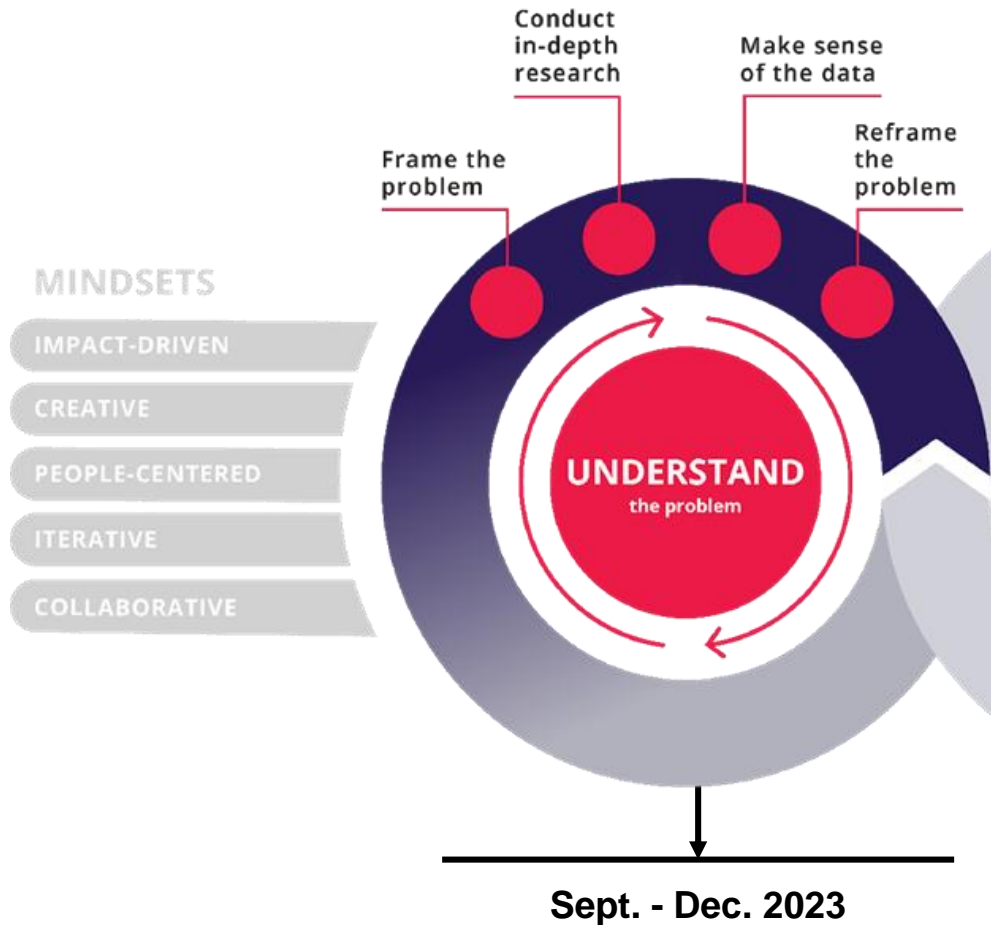 Conduct
in-depth
research
Make sense
of the data
Frame the
problem
Reframe
the
problem
MINDSETS
IMPACT-DRIVEN
CREATIVE
PEOPLE-CENTERED
ITERATIVE
COLLABORATIVE
UNDERSTAND
the problem
Sept. - Dec. 2023